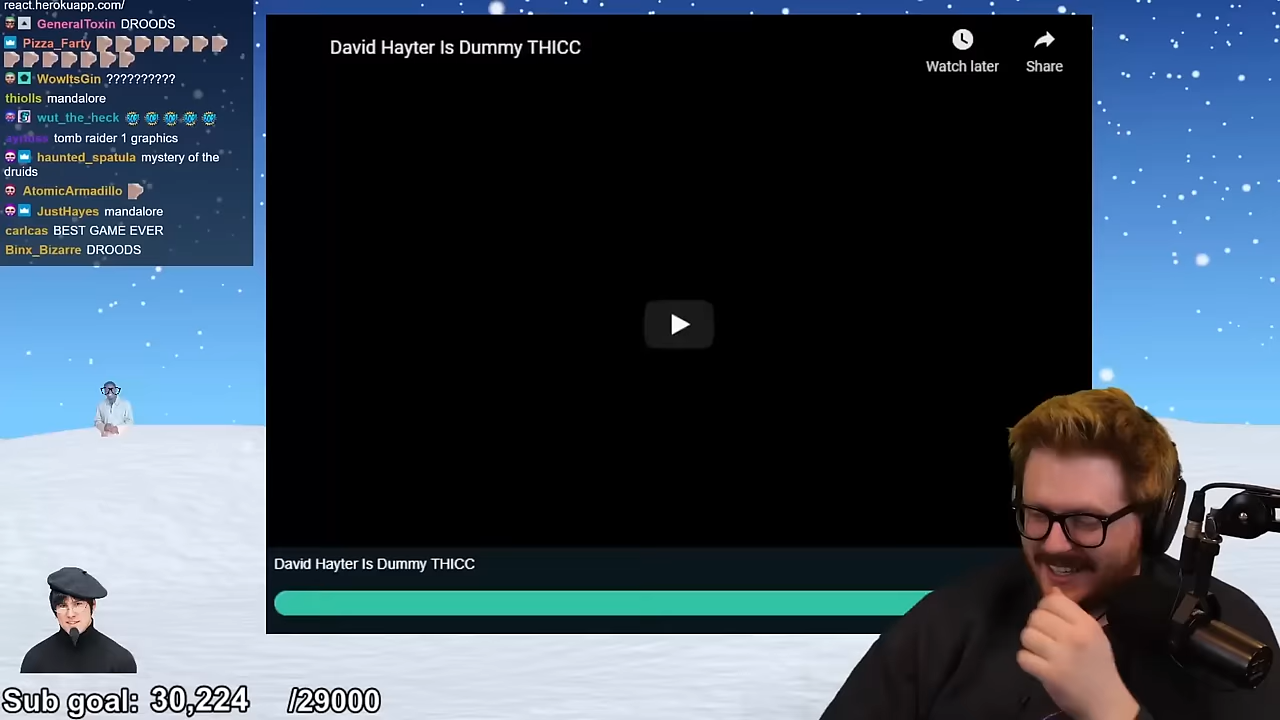 react.herokuapp.com/
GeneralToxin DROODS
Pizza_Farty
WowItsGin ??????????
thiolls mandalore
wut_the_heck
tomb raider 1 graphics
haunted_spatula mystery of the
druids
AtomicArmadillo
JustHayes mandalore
carlcas BEST GAME EVER
Binx_Bizarre DROODS
David Hayter Is Dummy THICC
Watch later
Share
David Hayter Is Dummy THICC
Sub goal: 30,224 /29000